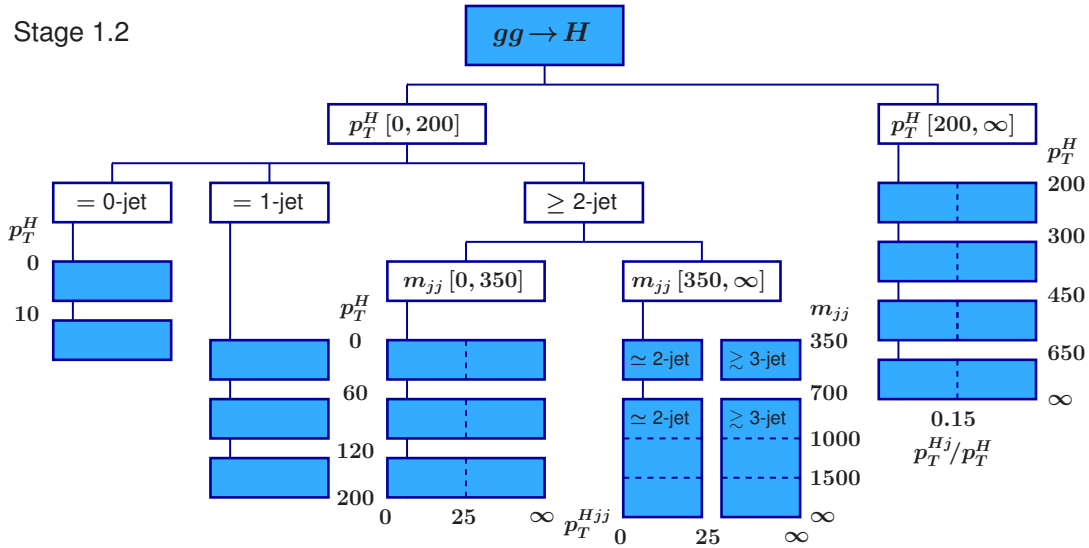 Stage 1.2
gg → H
p_T^H [0, 200]
p_T^H [200, ∞]
= 0-jet
= 1-jet
≥ 2-jet
m_jj [0, 350]
m_jj [350, ∞]
p_T^H
0
10
p_T^H
0
60
120
200
0 25 ∞
≃ 2-jet
≳ 3-jet
≃ 2-jet
≳ 3-jet
m_jj
350
700
1000
1500
∞
p_T^Hjj 0 25 ∞
p_T^H
200
300
450
650
∞
0.15
p_T^Hj/p_T^H